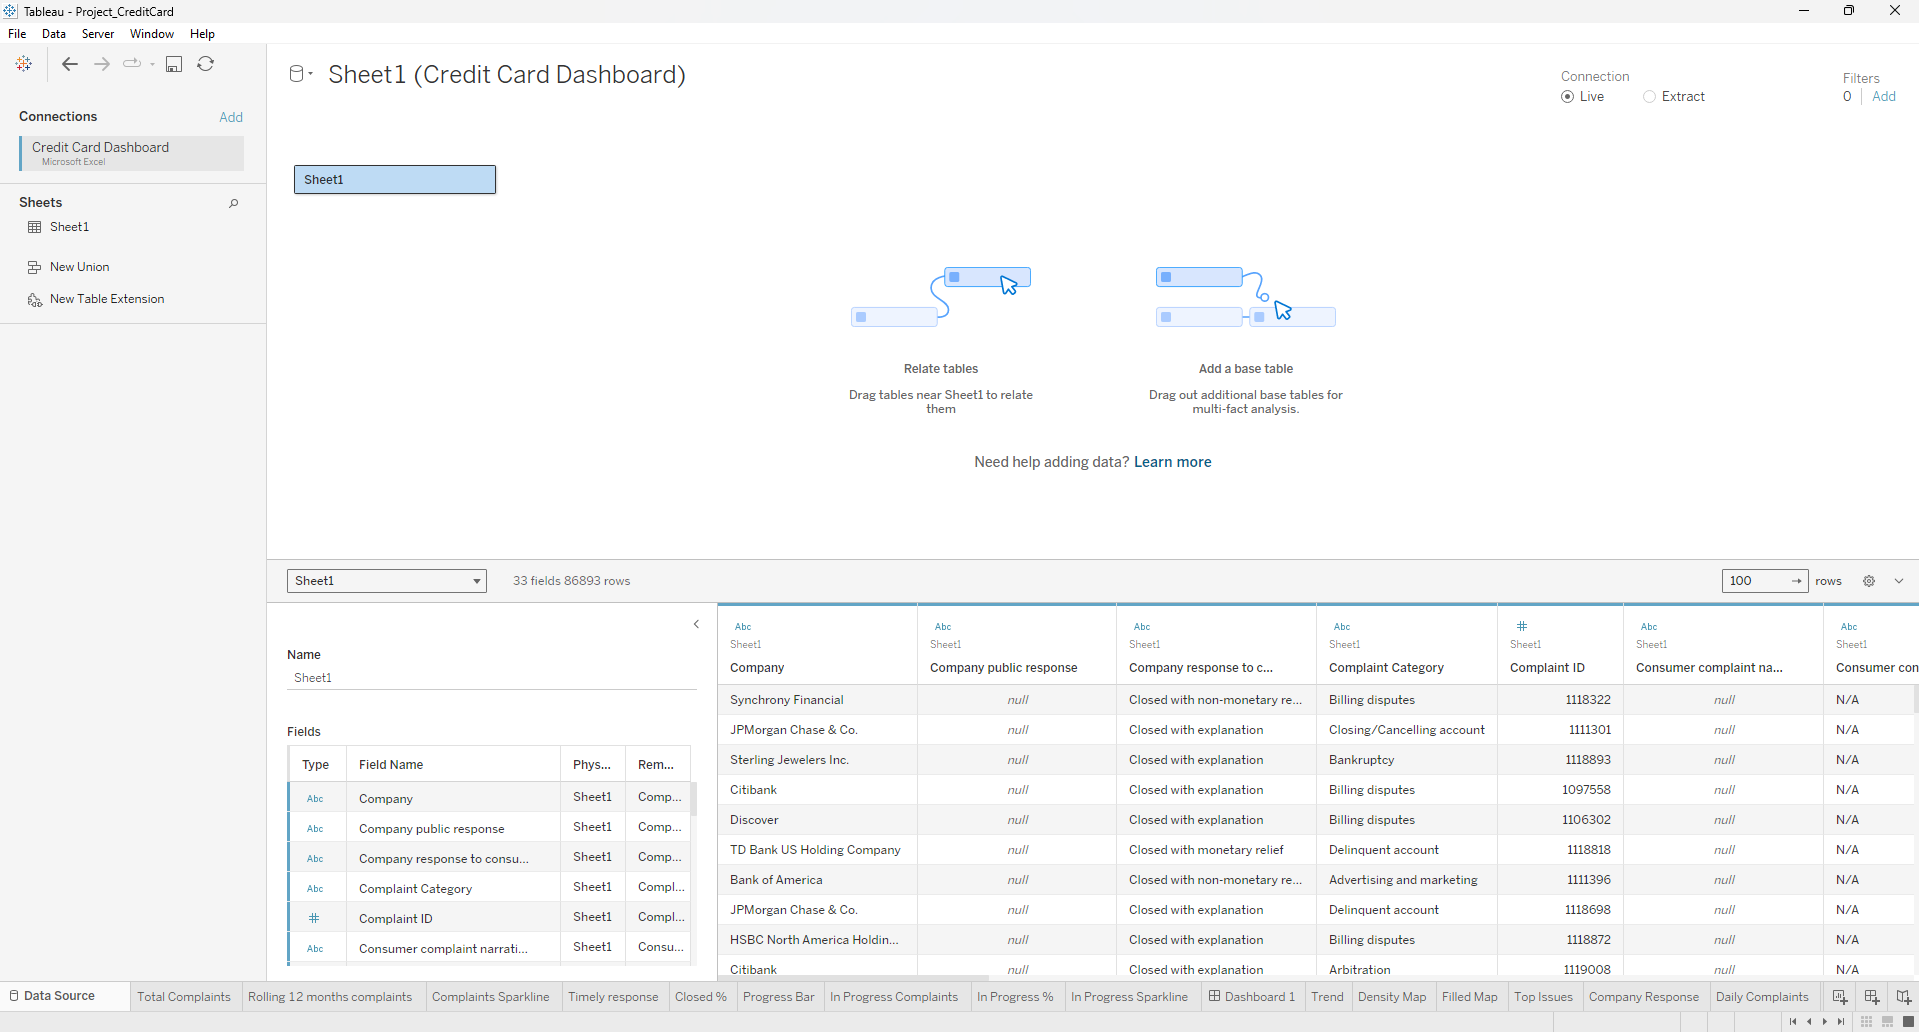 Tableau - Project_CreditCard
File Data Server Window Help
Sheet1 (Credit Card Dashboard)
Connection
Live Extract
Filters
0 Add
Connections Add
Credit Card Dashboard
Microsoft Excel
Sheets
Sheet1
New Union
New Table Extension
Sheet1
Relate tables
Drag tables near Sheet1 to relate
them
Add a base table
Drag out additional base tables for
multi-fact analysis.
Need help adding data? Learn more
Sheet1 33 fields 86893 rows 100 rows
Name
Sheet1
Fields
Type Field Name Phys... Rem...
Abc Company Sheet1 Comp...
Abc Company public response Sheet1 Comp...
Abc Company response to consu... Sheet1 Comp...
Abc Complaint Category Sheet1 Compl...
# Complaint ID Sheet1 Compl...
Abc Consumer complaint narrati... Sheet1 Consu...
Abc Abc Abc Abc # Abc Abc
Sheet1 Sheet1 Sheet1 Sheet1 Sheet1 Sheet1 Sheet1
Company Company public response Company response to c... Complaint Category Complaint ID Consumer complaint na... Consumer con
Synchrony Financial null Closed with non-monetary re... Billing disputes 1118322 null N/A
JPMorgan Chase & Co. null Closed with explanation Closing/Cancelling account 1111301 null N/A
Sterling Jewelers Inc. null Closed with explanation Bankruptcy 1118893 null N/A
Citibank null Closed with explanation Billing disputes 1097558 null N/A
Discover null Closed with explanation Billing disputes 1106302 null N/A
TD Bank US Holding Company null Closed with monetary relief Delinquent account 1118818 null N/A
Bank of America null Closed with non-monetary re... Advertising and marketing 1111396 null N/A
JPMorgan Chase & Co. null Closed with explanation Delinquent account 1118698 null N/A
HSBC North America Holdin... null Closed with explanation Billing disputes 1118872 null N/A
Citibank null Closed with explanation Arbitration 1119008 null N/A
Data Source Total Complaints Rolling 12 months complaints Complaints Sparkline Timely response Closed % Progress Bar In Progress Complaints In Progress % In Progress Sparkline Dashboard 1 Trend Density Map Filled Map Top Issues Company Response Daily Complaints